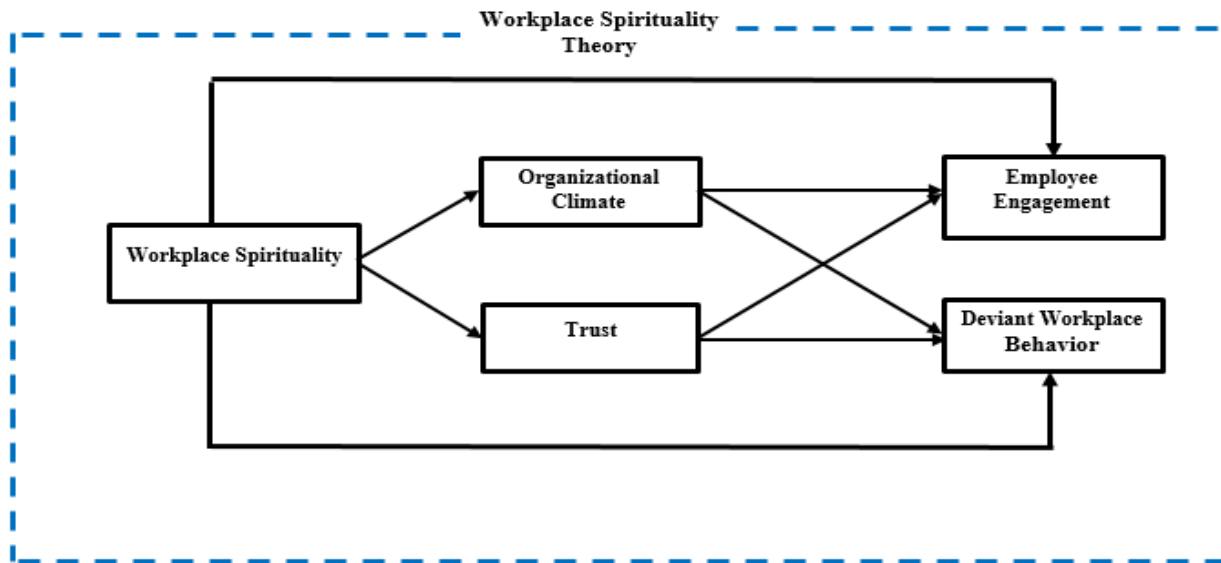 Workplace Spirituality
Theory
Organizational
Climate
Employee
Engagement
Workplace Spirituality
Trust
Deviant Workplace
Behavior